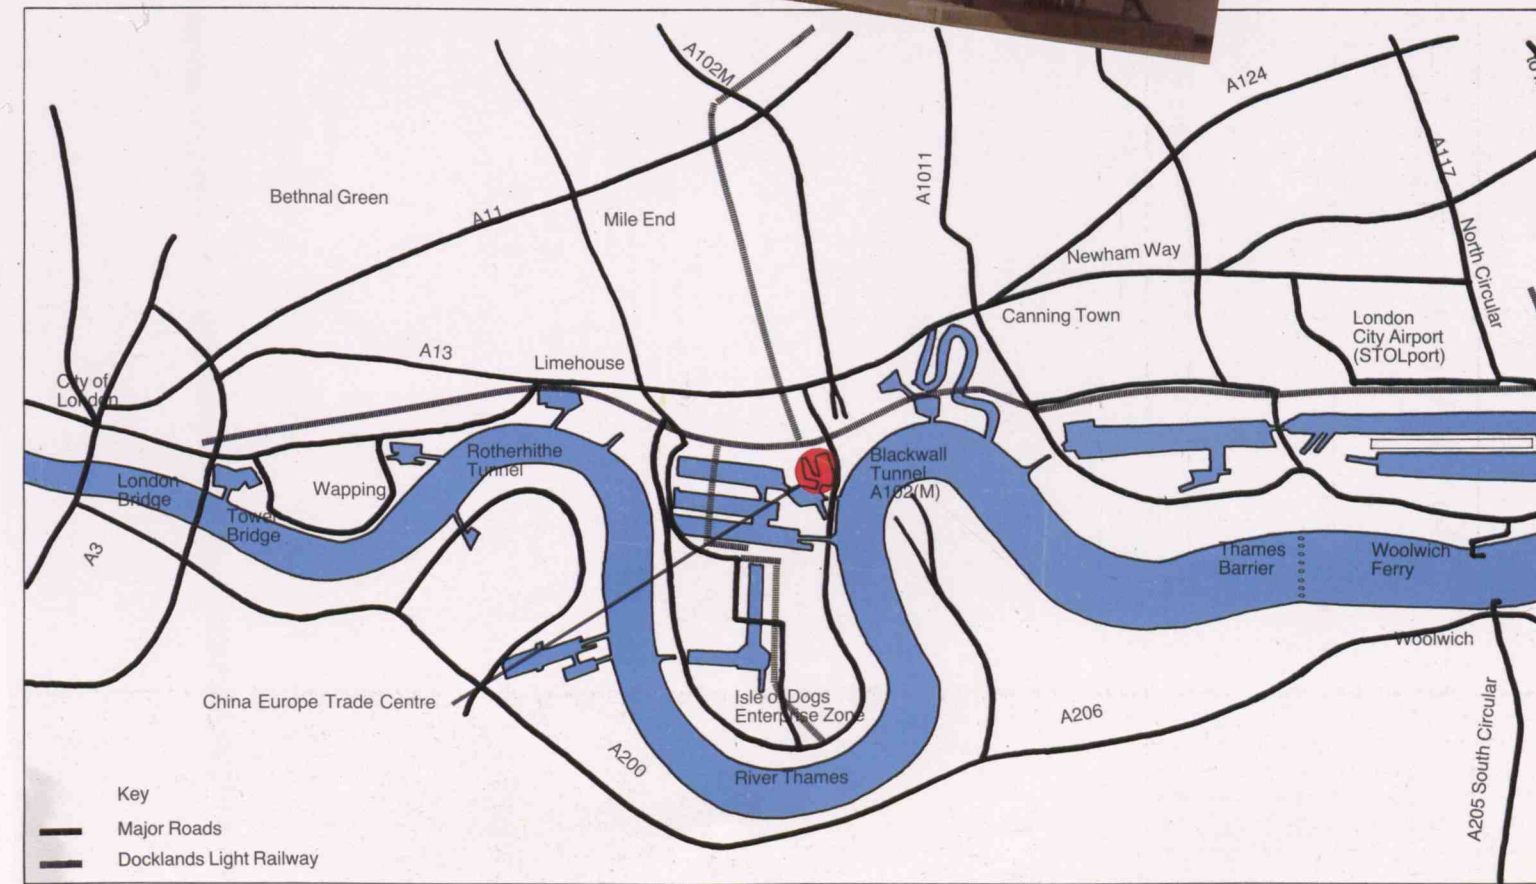 A102M
A124
A1011
A117
Bethnal Green
A11
Mile End
Newham Way
North Circular
Canning Town
London
City Airport
(STOLport)
A13
Limehouse
City of
London
Rotherhithe
Tunnel
Blackwall
Tunnel
A102(M)
London
Bridge
Wapping
Tower
Bridge
A3
Thames
Barrier
Woolwich
Ferry
Woolwich
China Europe Trade Centre
Isle of Dogs
Enterprise Zone
A206
A200
River Thames
A205 South Circular
Key
Major Roads
Docklands Light Railway